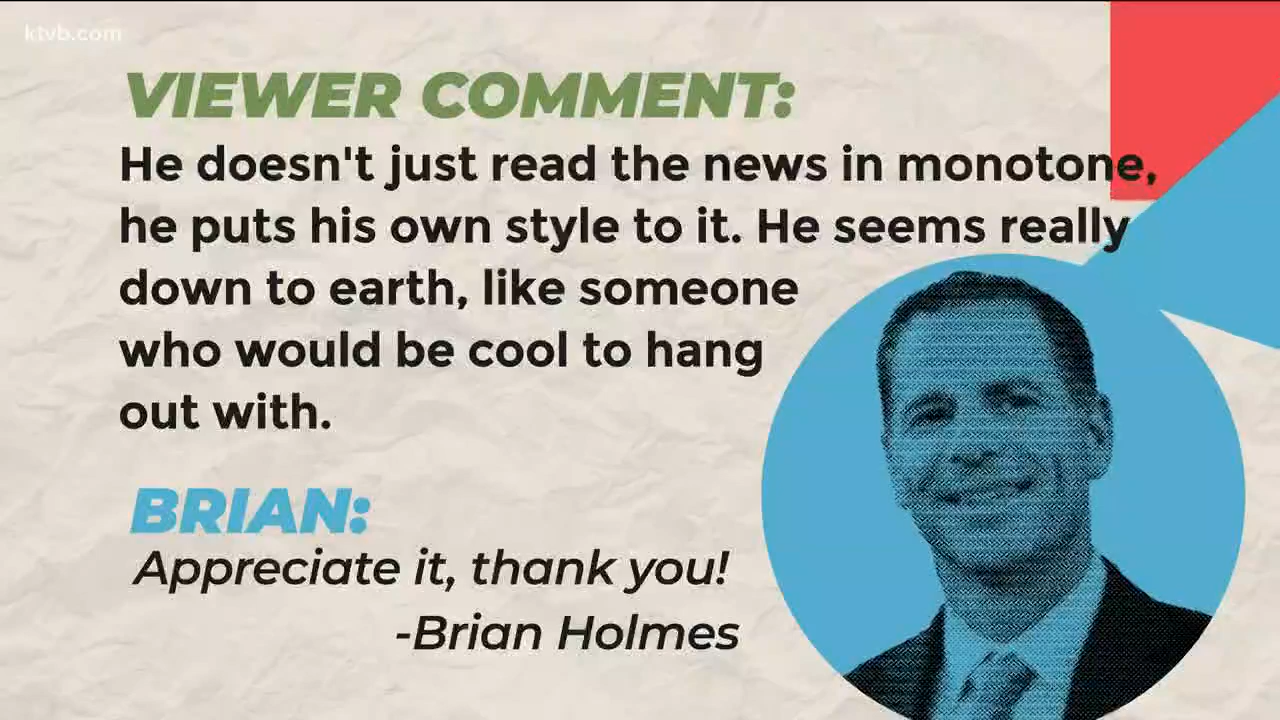 ktvb.com
VIEWER COMMENT:
He doesn't just read the news in monotone,
he puts his own style to it. He seems really
down to earth, like someone
who would be cool to hang
out with.
BRIAN:
Appreciate it, thank you!
-Brian Holmes